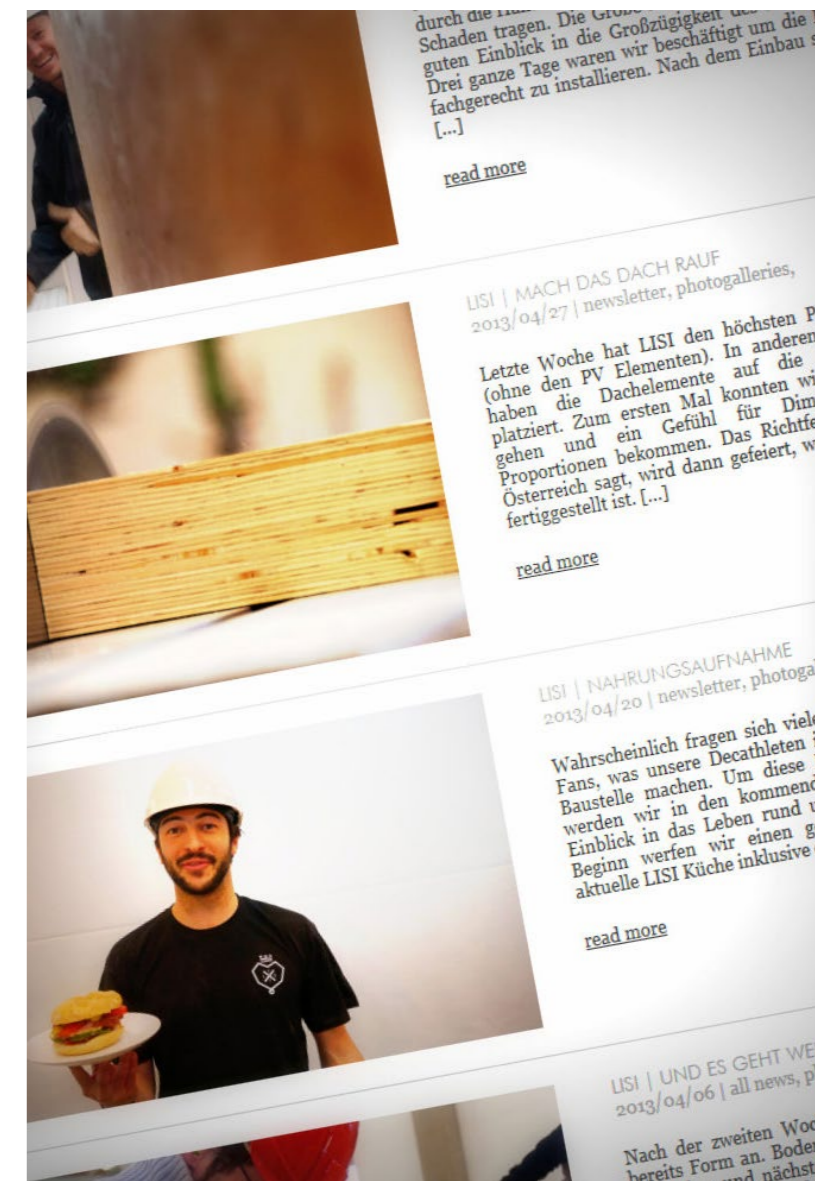 durch die
Schaden tragen. Die Größe
guten Einblick in die Großzügigkeit des
Drei ganze Tage waren wir beschäftigt um die
fachgerecht zu installieren. Nach dem Einbau
[...]
read more
LISI | MACH DAS DACH RAUF
2013/04/27 | newsletter, photogalleries,
Letzte Woche hat LISI den höchsten
(ohne den PV Elementen). In anderen
haben die Dachelemente auf die
platziert. Zum ersten Mal konnten
gehen und ein Gefühl für
Proportionen bekommen. Das
Österreich sagt, wird dann gefeiert,
fertiggestellt ist. [...]
read more
LISI | NAHRUNGSAUFNAHME
2013/04/20 | newsletter,
Wahrscheinlich fragen sich
Fans, was unsere Decathleten
Baustelle machen. Um diese
werden wir in den
Einblick in das Leben rund
Beginn werfen wir einen
aktuelle LISI Küche inklusive
read more
LISI | UND ES GEHT
2013/04/06 | all news,
Nach der zweiten
bereits Form an.
und